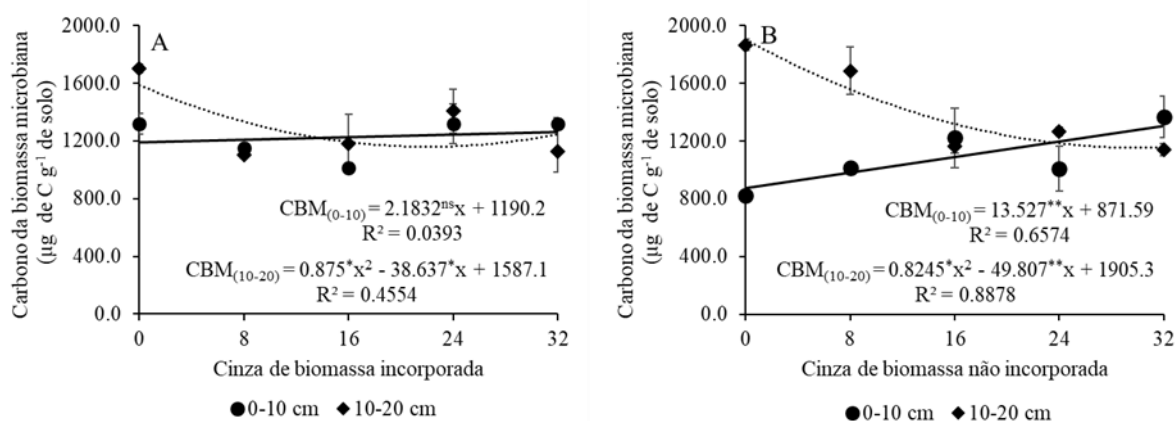 Carbono da biomassa microbiana
(µg de C g⁻¹ de solo)
2000.0
1600.0
1200.0
800.0
400.0
0.0
A
CBM(0-10) = 2.1832ⁿˢx + 1190.2
R² = 0.0393
CBM(10-20) = 0.875*x² - 38.637*x + 1587.1
R² = 0.4554
0
8
16
24
32
Cinza de biomassa incorporada
0-10 cm
10-20 cm
Carbono da biomassa microbiana
(µg de C g⁻¹ de solo)
2000.0
1600.0
1200.0
800.0
400.0
0.0
B
CBM(0-10) = 13.527**x + 871.59
R² = 0.6574
CBM(10-20) = 0.8245*x² - 49.807**x + 1905.3
R² = 0.8878
0
8
16
24
32
Cinza de biomassa não incorporada
0-10 cm
10-20 cm